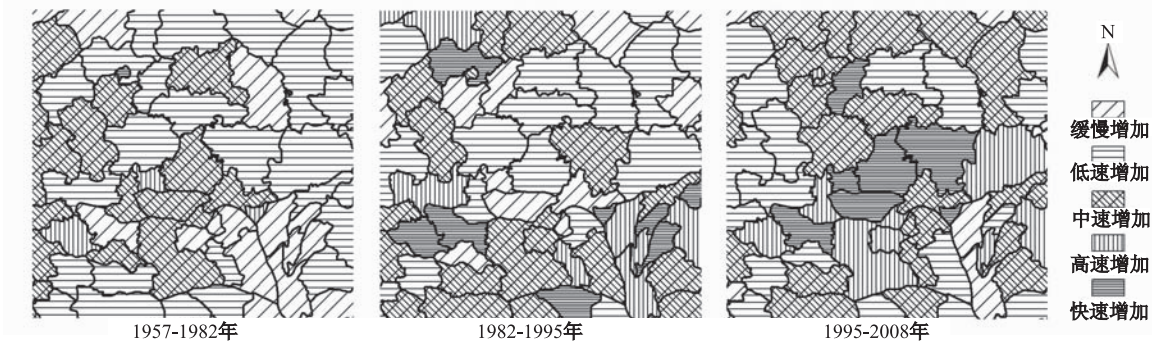 N
缓慢增加
低速增加
中速增加
高速增加
快速增加
1957-1982年
1982-1995年
1995-2008年